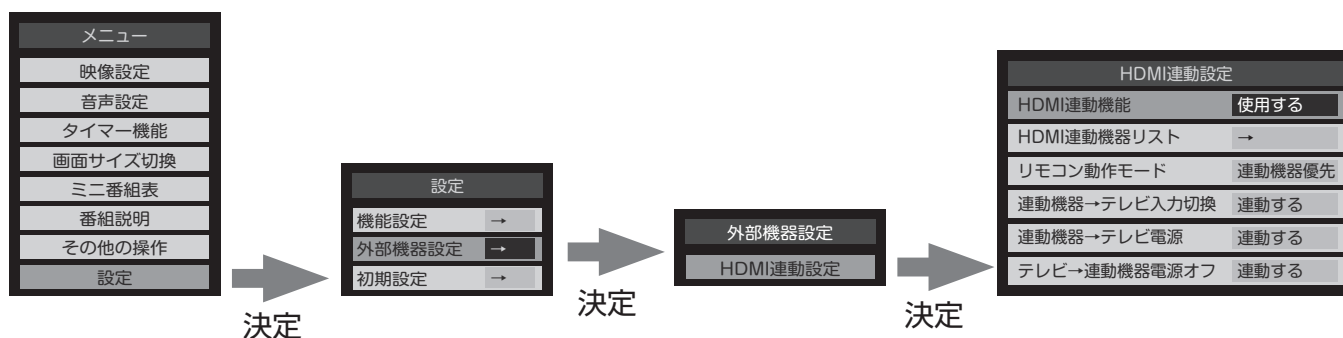 メニュー
映像設定
音声設定
タイマー機能
画面サイズ切換
ミニ番組表
番組説明
その他の操作
設定
決定
設定
機能設定 →
外部機器設定 →
初期設定 →
決定
外部機器設定
HDMI連動設定
決定
HDMI連動設定
HDMI連動機能 使用する
HDMI連動機器リスト →
リモコン動作モード 連動機器優先
連動機器→テレビ入力切換 連動する
連動機器→テレビ電源 連動する
テレビ→連動機器電源オフ 連動する